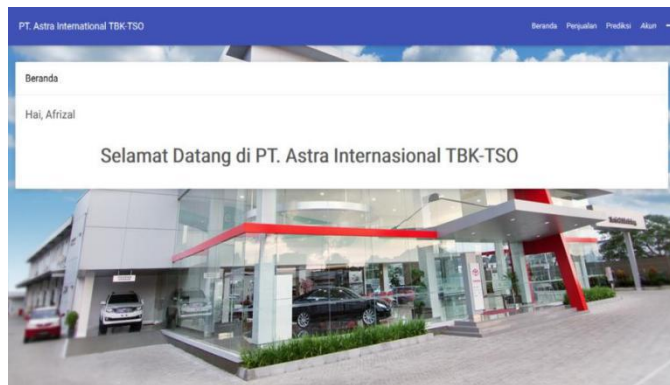 PT. Astra International TBK-TSO
Beranda Penjualan Prediksi Akun
Beranda
Hai, Afrizal
Selamat Datang di PT. Astra Internasional TBK-TSO